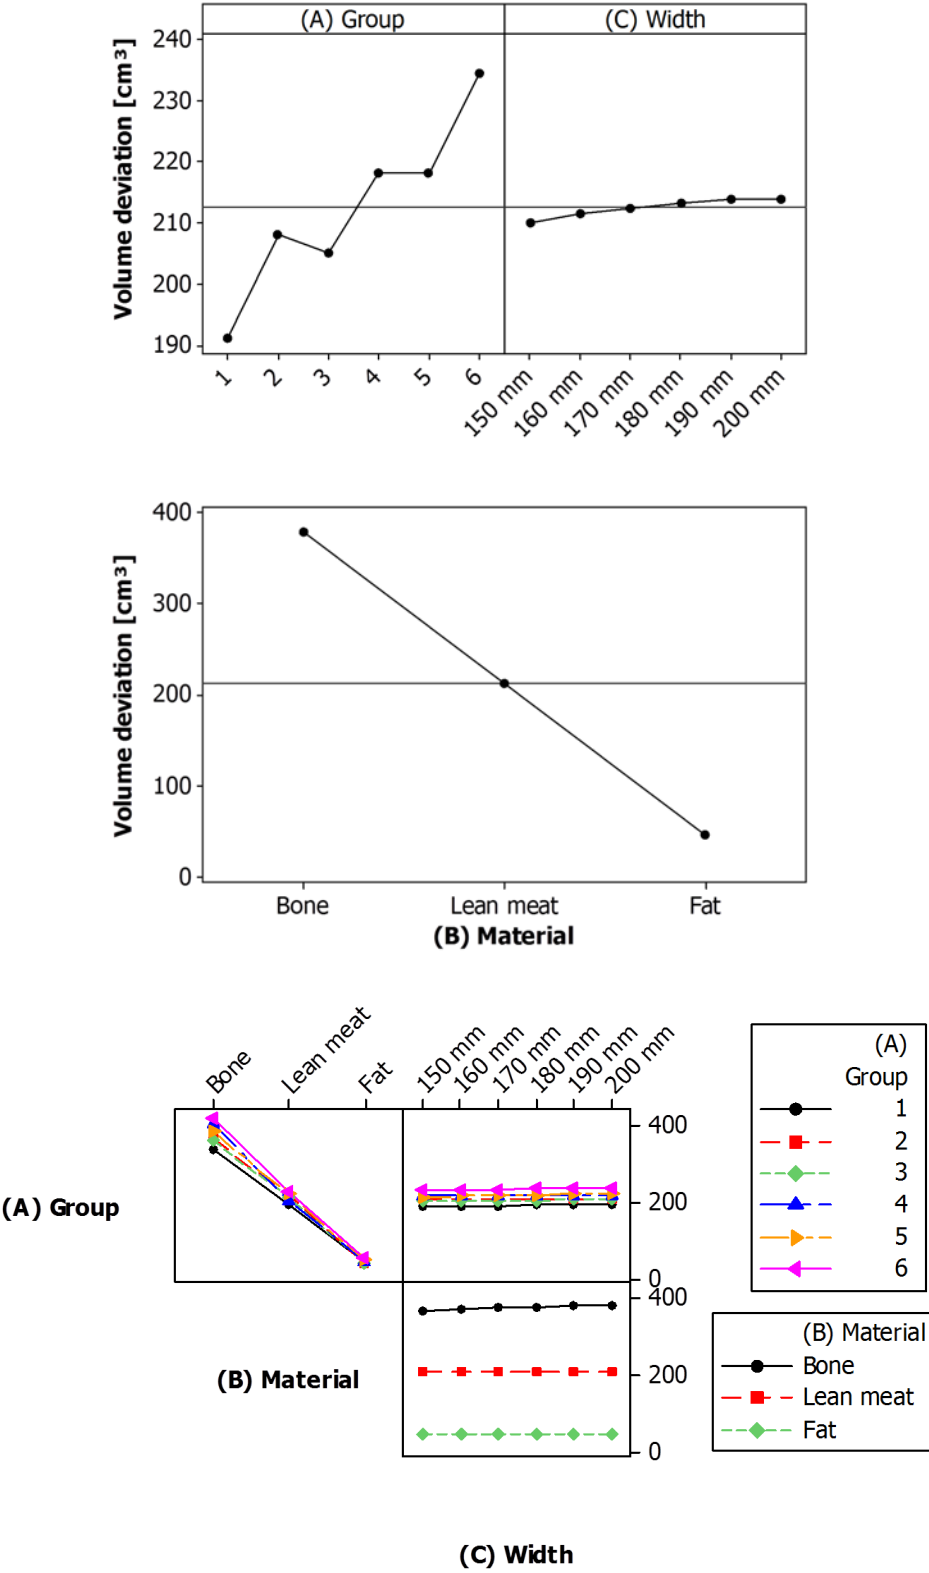 (A) Group
(C) Width
Volume deviation [cm³]
240
230
220
210
200
190
1
2
3
4
5
6
150 mm
160 mm
170 mm
180 mm
190 mm
200 mm
Volume deviation [cm³]
400
300
200
100
0
Bone
Lean meat
Fat
(B) Material
Bone
Lean meat
Fat
150 mm
160 mm
170 mm
180 mm
190 mm
200 mm
(A) Group
400
200
0
(A)
Group
1
2
3
4
5
6
(B) Material
400
200
0
(B) Material
Bone
Lean meat
Fat
(C) Width